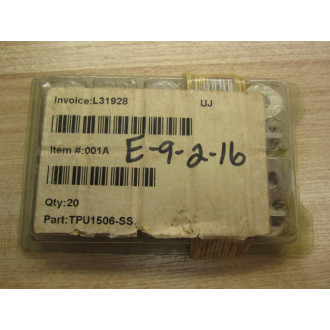 Invoice:L31928 UJ
Item #:001A
E-9-2-16
Qty:20
Part:TPU1506-SS